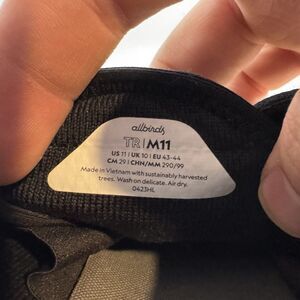 allbirds
TR | M11
US 11 | UK 10 | EU 43-44
CM 29 | CHN/MM 290/99
Made in Vietnam with sustainably harvested
trees. Wash on delicate. Air dry.
0423HL